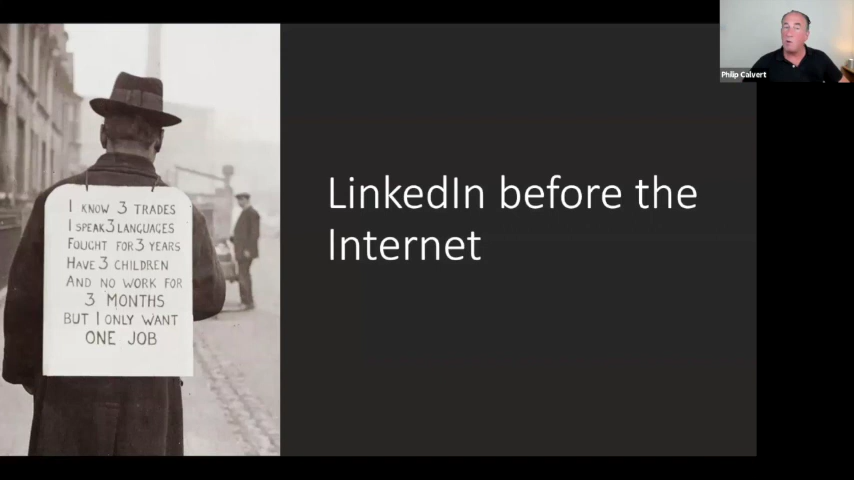 I KNOW 3 TRADES
I SPEAK 3 LANGUAGES
FOUGHT FOR 3 YEARS
HAVE 3 CHILDREN
AND NO WORK FOR
3 MONTHS
BUT I ONLY WANT
ONE JOB
LinkedIn before the
Internet
Philip Calvert